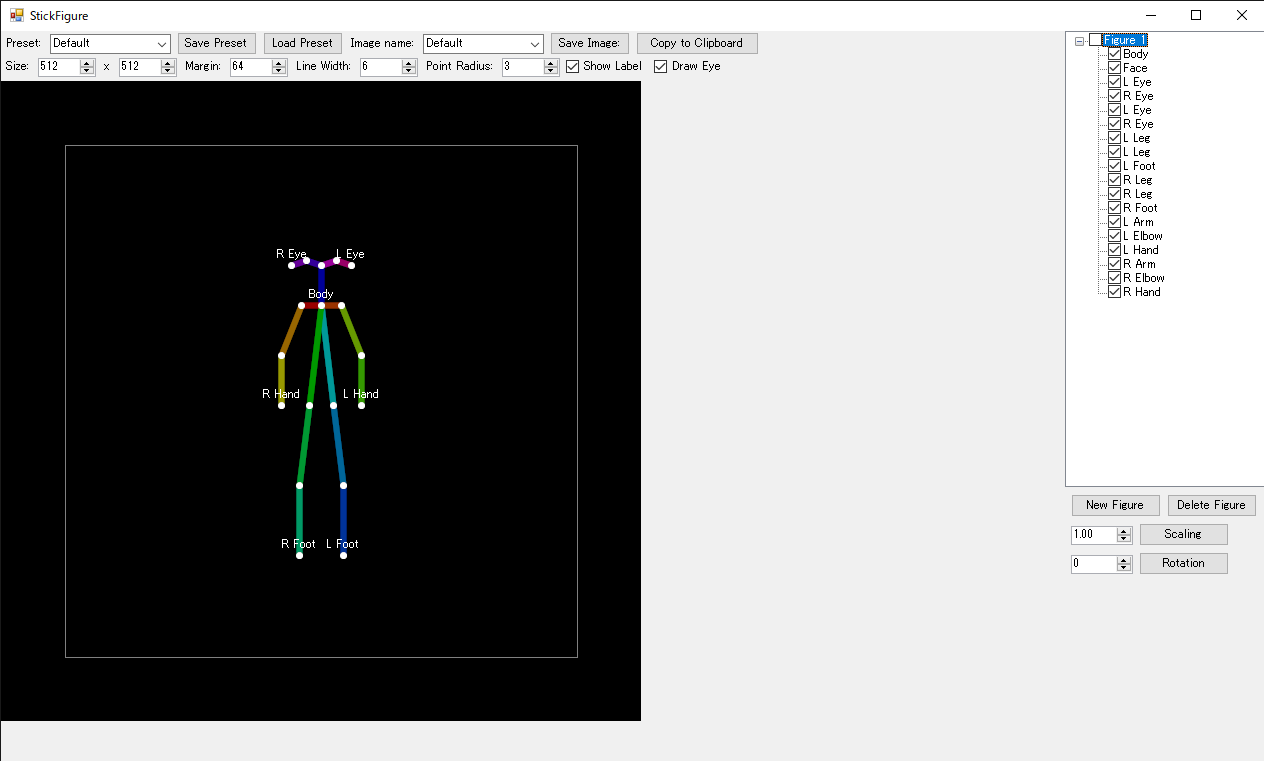 StickFigure
Preset: Default Save Preset Load Preset Image name: Default Save Image: Copy to Clipboard
Size: 512 x 512 Margin: 64 Line Width: 6 Point Radius: 3 Show Label Draw Eye
R Eye L Eye
Body
R Hand L Hand
R Foot L Foot
Figure 1
Body
Face
L Eye
R Eye
L Eye
R Eye
L Leg
L Leg
L Foot
R Leg
R Leg
R Foot
L Arm
L Elbow
L Hand
R Arm
R Elbow
R Hand
New Figure Delete Figure
1.00 Scaling
0 Rotation